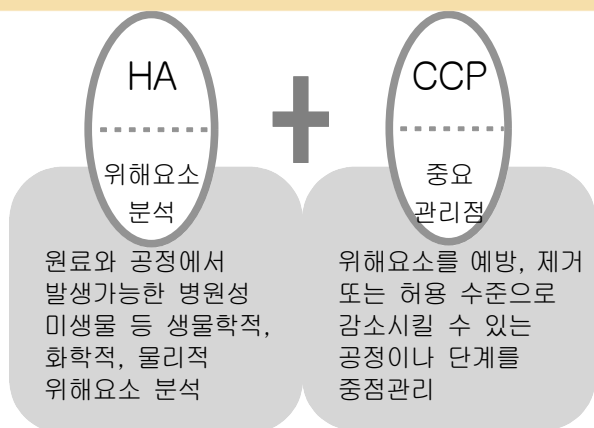 HA
위해요소
분석
원료와 공정에서
발생가능한 병원성
미생물 등 생물학적,
화학적, 물리적
위해요소 분석
CCP
중요
관리점
위해요소를 예방, 제거
또는 허용 수준으로
감소시킬 수 있는
공정이나 단계를
중점관리